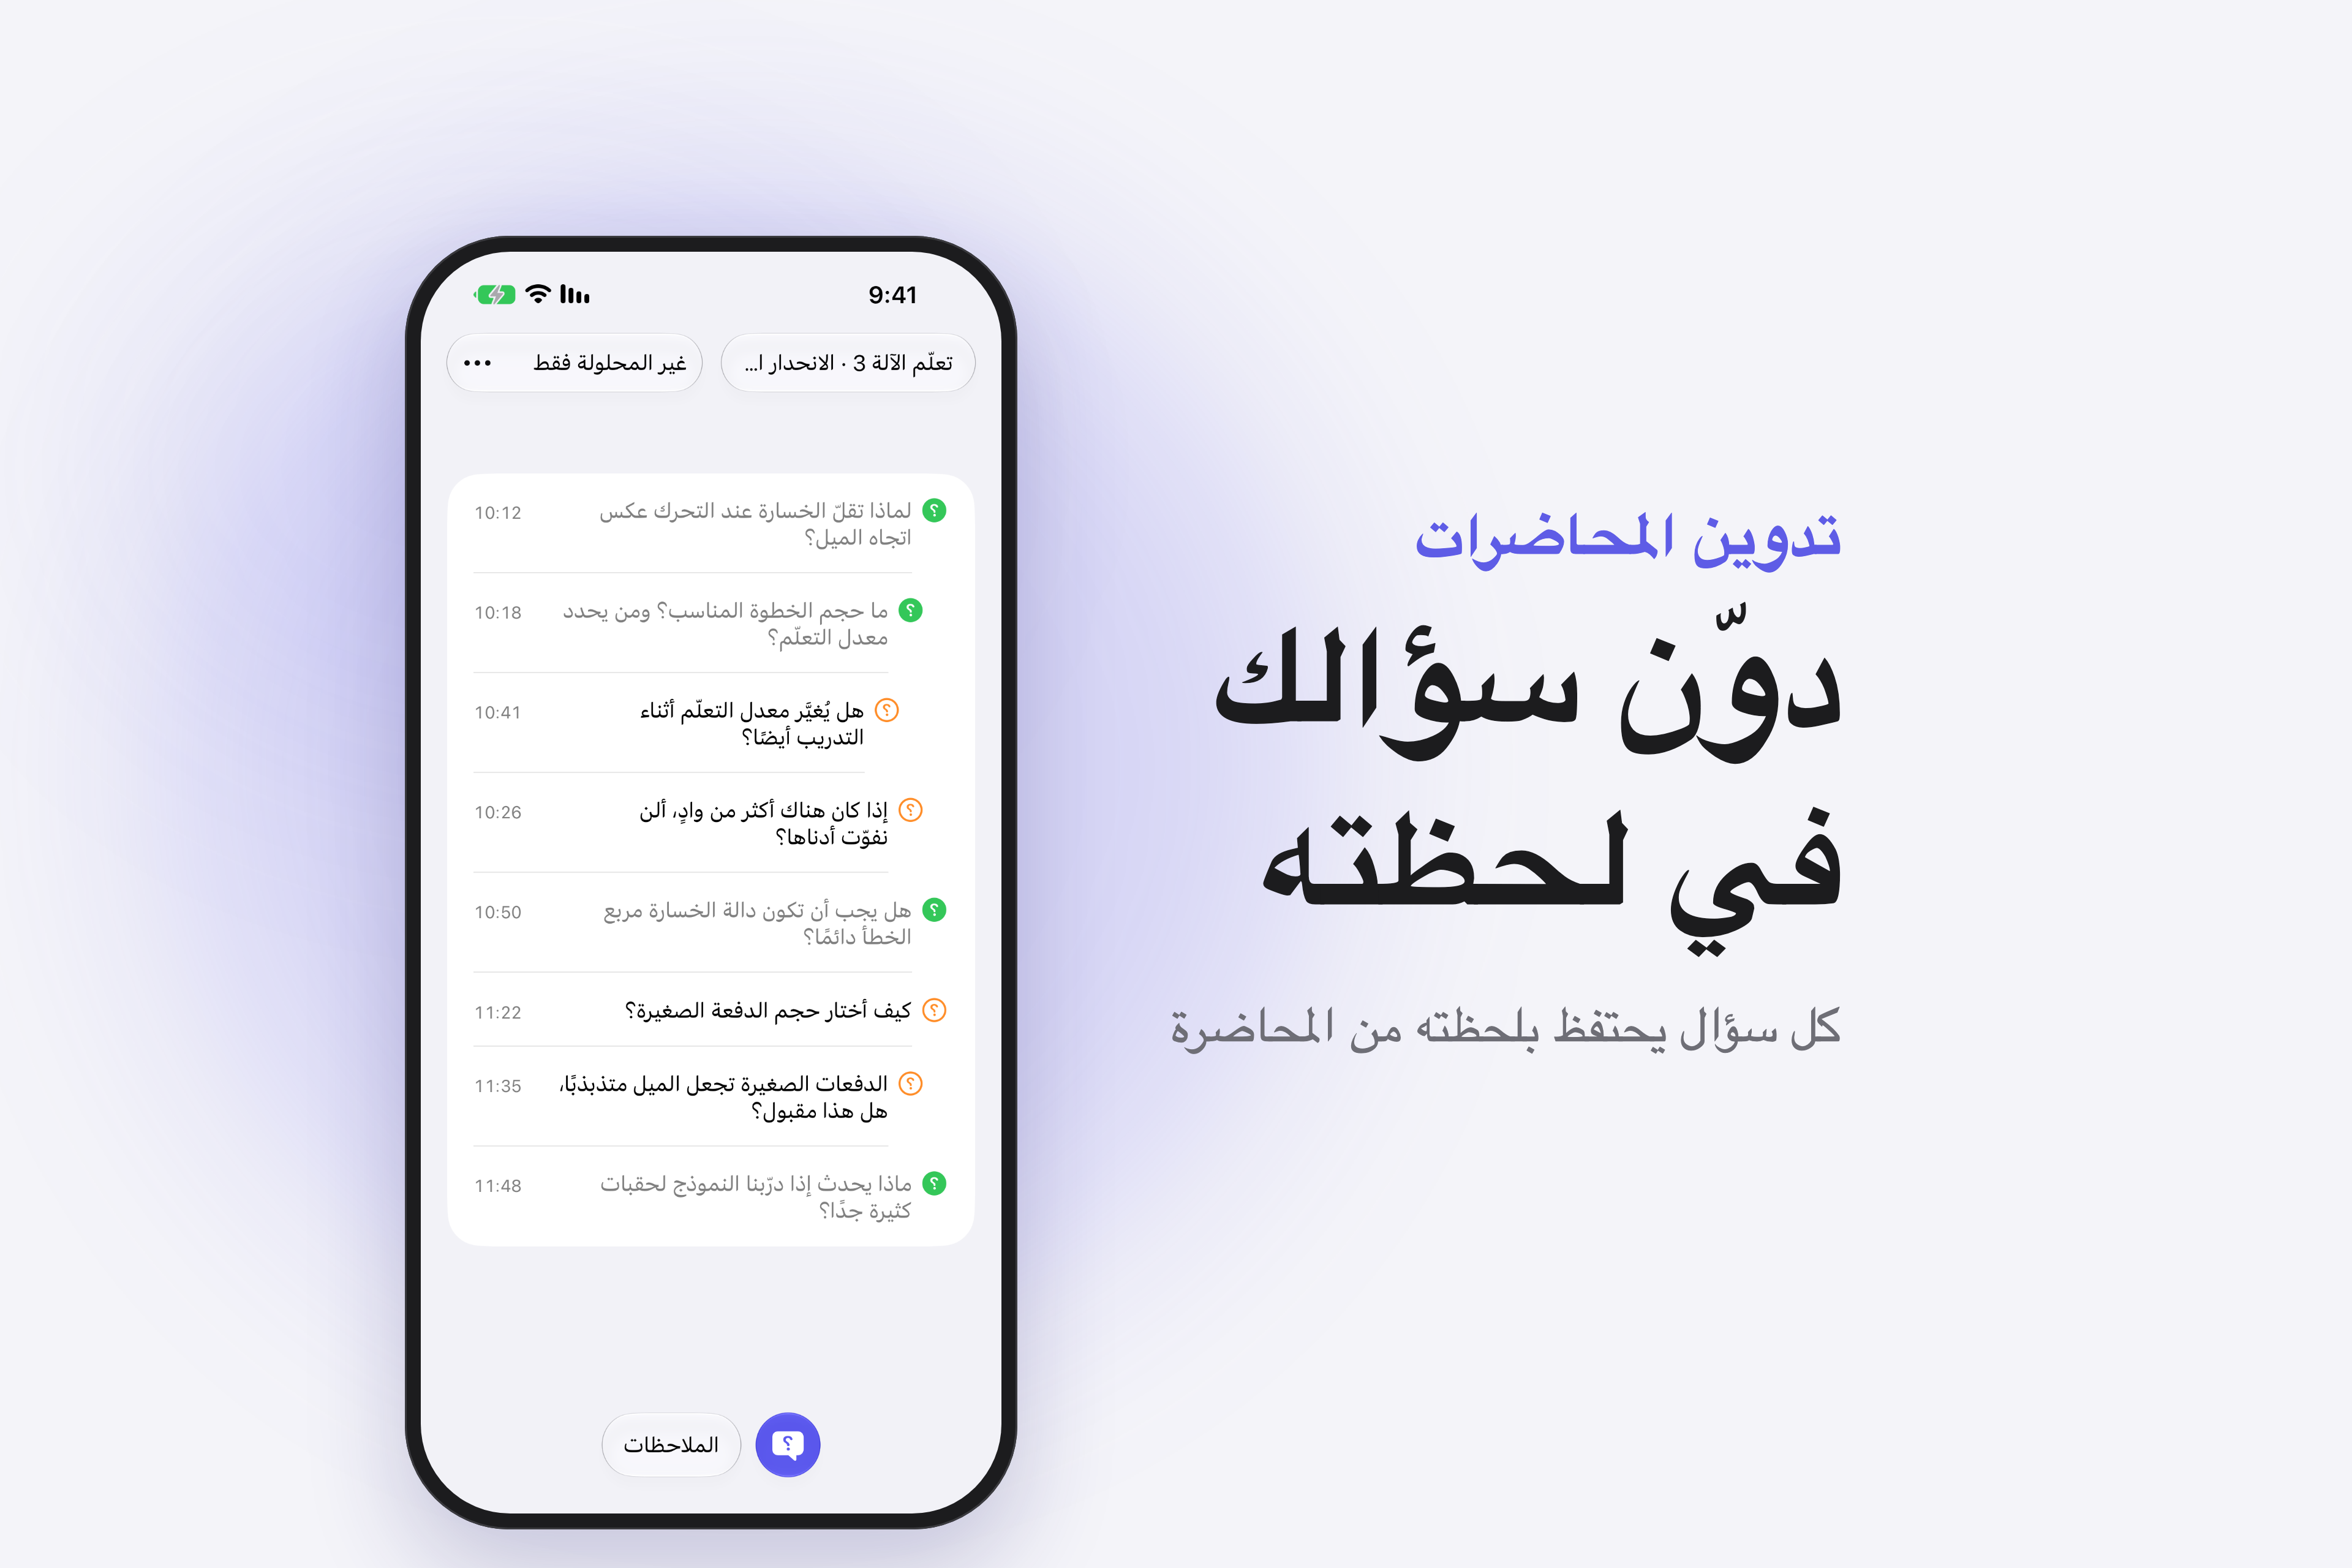 تدوين المحاضرات
دوّن سؤالك
في لحظته
كل سؤال يحتفظ بلحظته من المحاضرة
9:41
تعلّم الآلة 3 · الانحدار ا...
غير المحلولة فقط
لماذا تقلّ الخسارة عند التحرك عكس
اتجاه الميل؟
10:12
ما حجم الخطوة المناسب؟ ومن يحدد
معدل التعلّم؟
10:18
هل يُغيَّر معدل التعلّم أثناء
التدريب أيضًا؟
10:41
إذا كان هناك أكثر من وادٍ، ألن
نفوّت أدناها؟
10:26
هل يجب أن تكون دالة الخسارة مربع
الخطأ دائمًا؟
10:50
كيف أختار حجم الدفعة الصغيرة؟
11:22
الدفعات الصغيرة تجعل الميل متذبذبًا،
هل هذا مقبول؟
11:35
ماذا يحدث إذا درّبنا النموذج لحقبات
كثيرة جدًا؟
11:48
الملاحظات